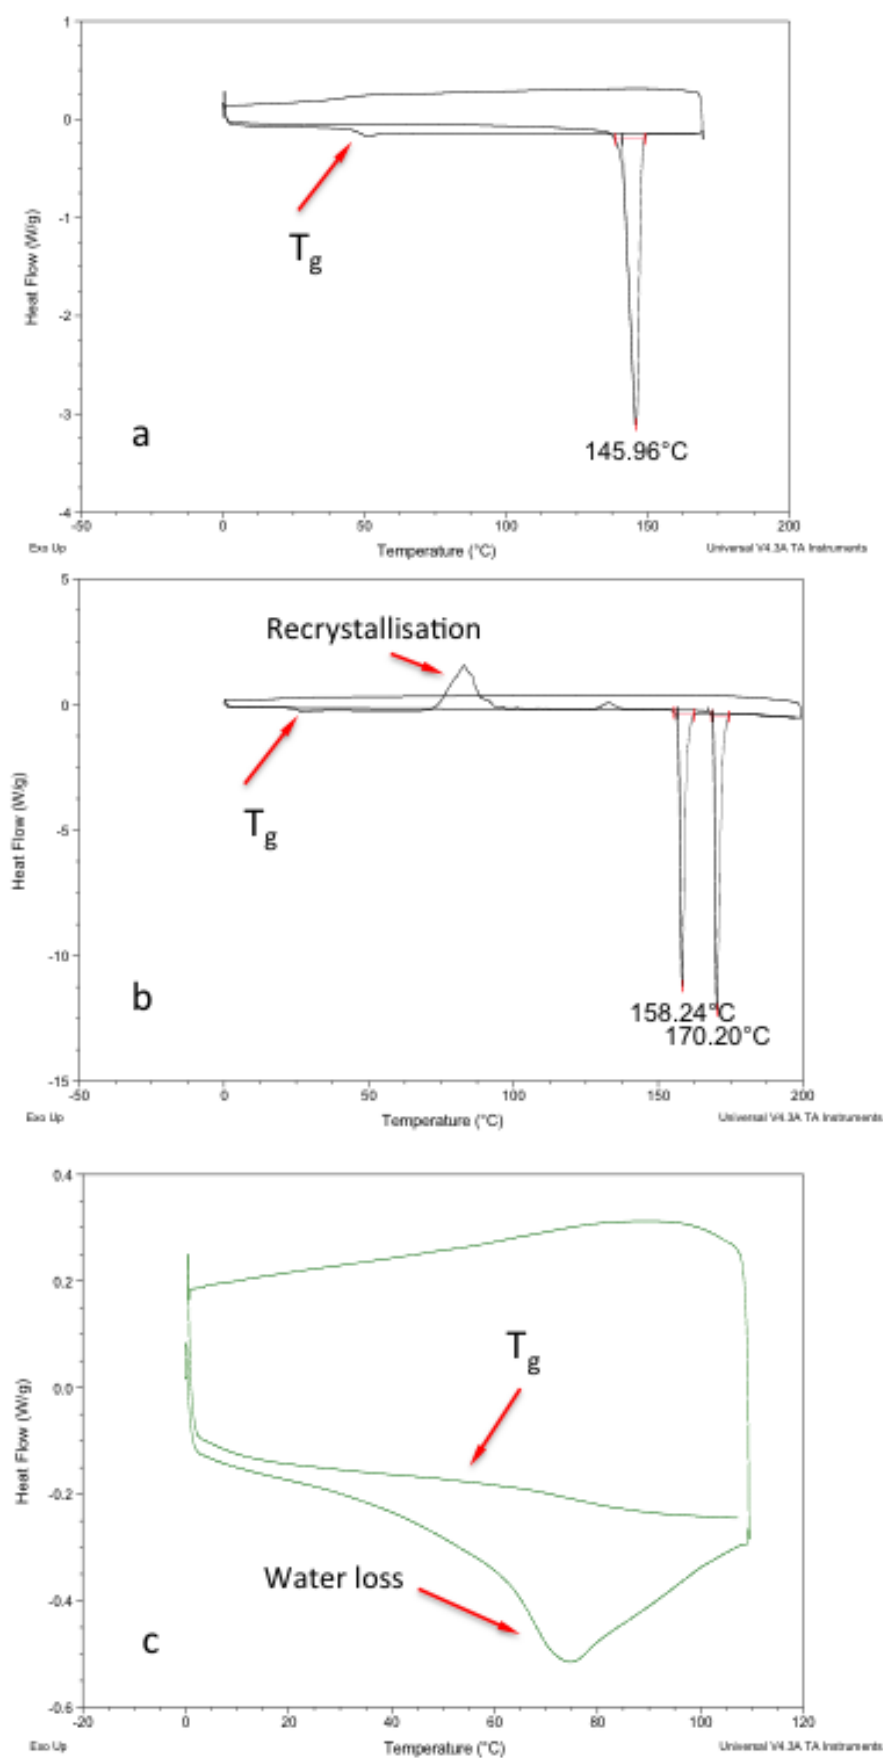 1
0
-1
-2
-3
-4
Heat Flow (W/g)
Tg
145.96°C
a
-50
0
50
100
150
200
Exo Up
Temperature (°C)
Universal V4.3A TA Instruments
5
0
-5
-10
-15
Heat Flow (W/g)
Recrystallisation
Tg
158.24°C
170.20°C
b
-50
0
50
100
150
200
Exo Up
Temperature (°C)
Universal V4.3A TA Instruments
0.4
0.2
0.0
-0.2
-0.4
-0.6
Heat Flow (W/g)
Tg
Water loss
c
-20
0
20
40
60
80
100
120
Exo Up
Temperature (°C)
Universal V4.3A TA Instruments